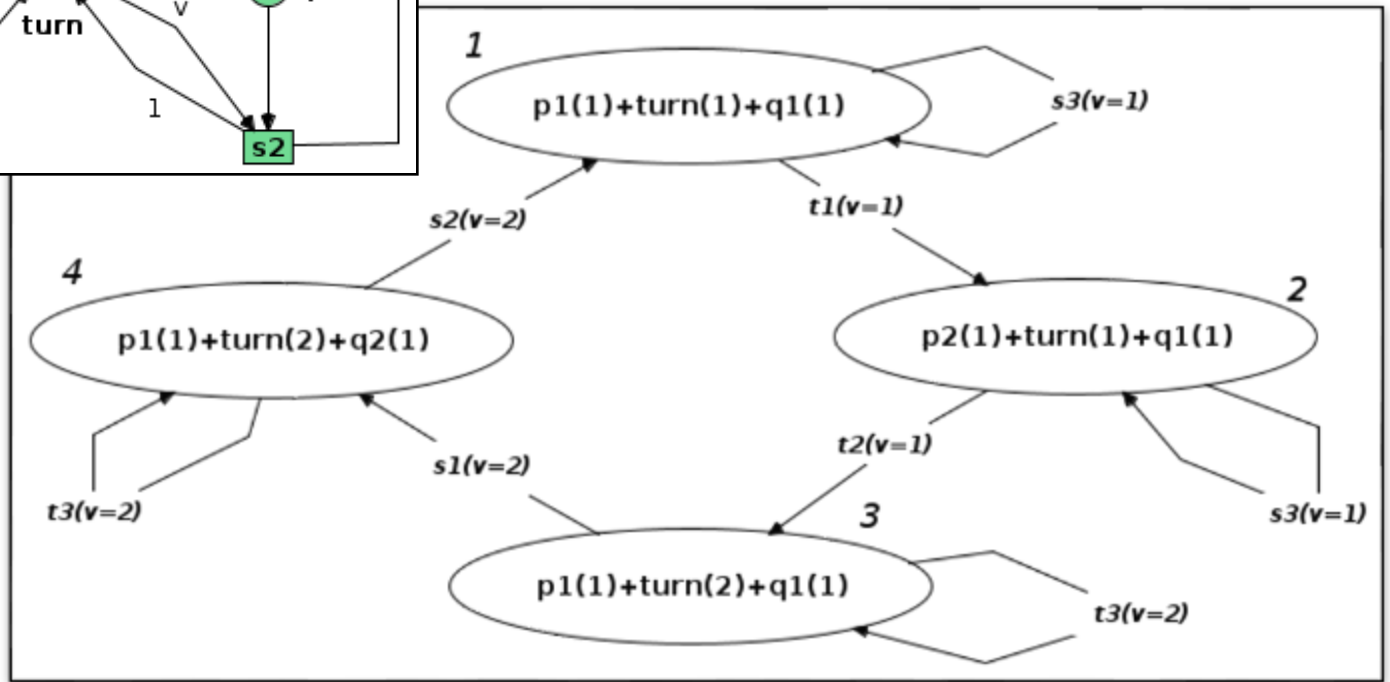 turn
v
1
s2
1
p1(1)+turn(1)+q1(1)
s3(v=1)
s2(v=2)
t1(v=1)
4
2
p1(1)+turn(2)+q2(1)
p2(1)+turn(1)+q1(1)
t2(v=1)
s1(v=2)
t3(v=2)
s3(v=1)
3
p1(1)+turn(2)+q1(1)
t3(v=2)